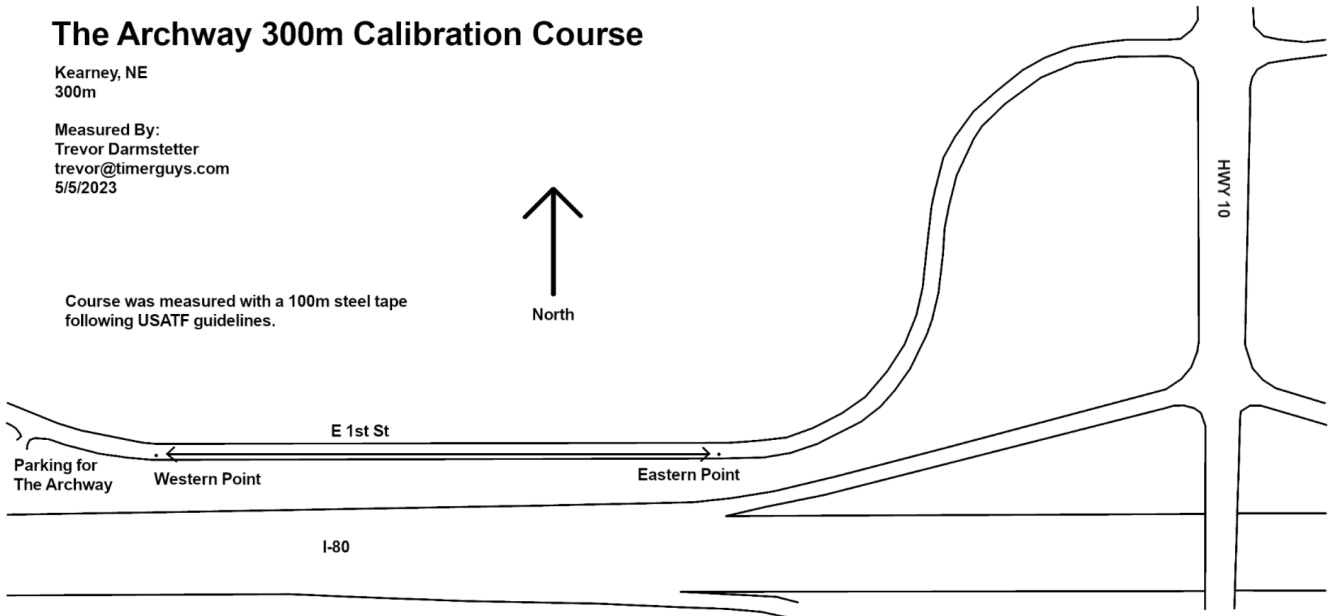 The Archway 300m Calibration Course
Kearney, NE
300m
Measured By:
Trevor Darmstetter
trevor@timerguys.com
5/5/2023
HWY 10
Course was measured with a 100m steel tape
following USATF guidelines.
North
E 1st St
Parking for
The Archway
Western Point
Eastern Point
I-80